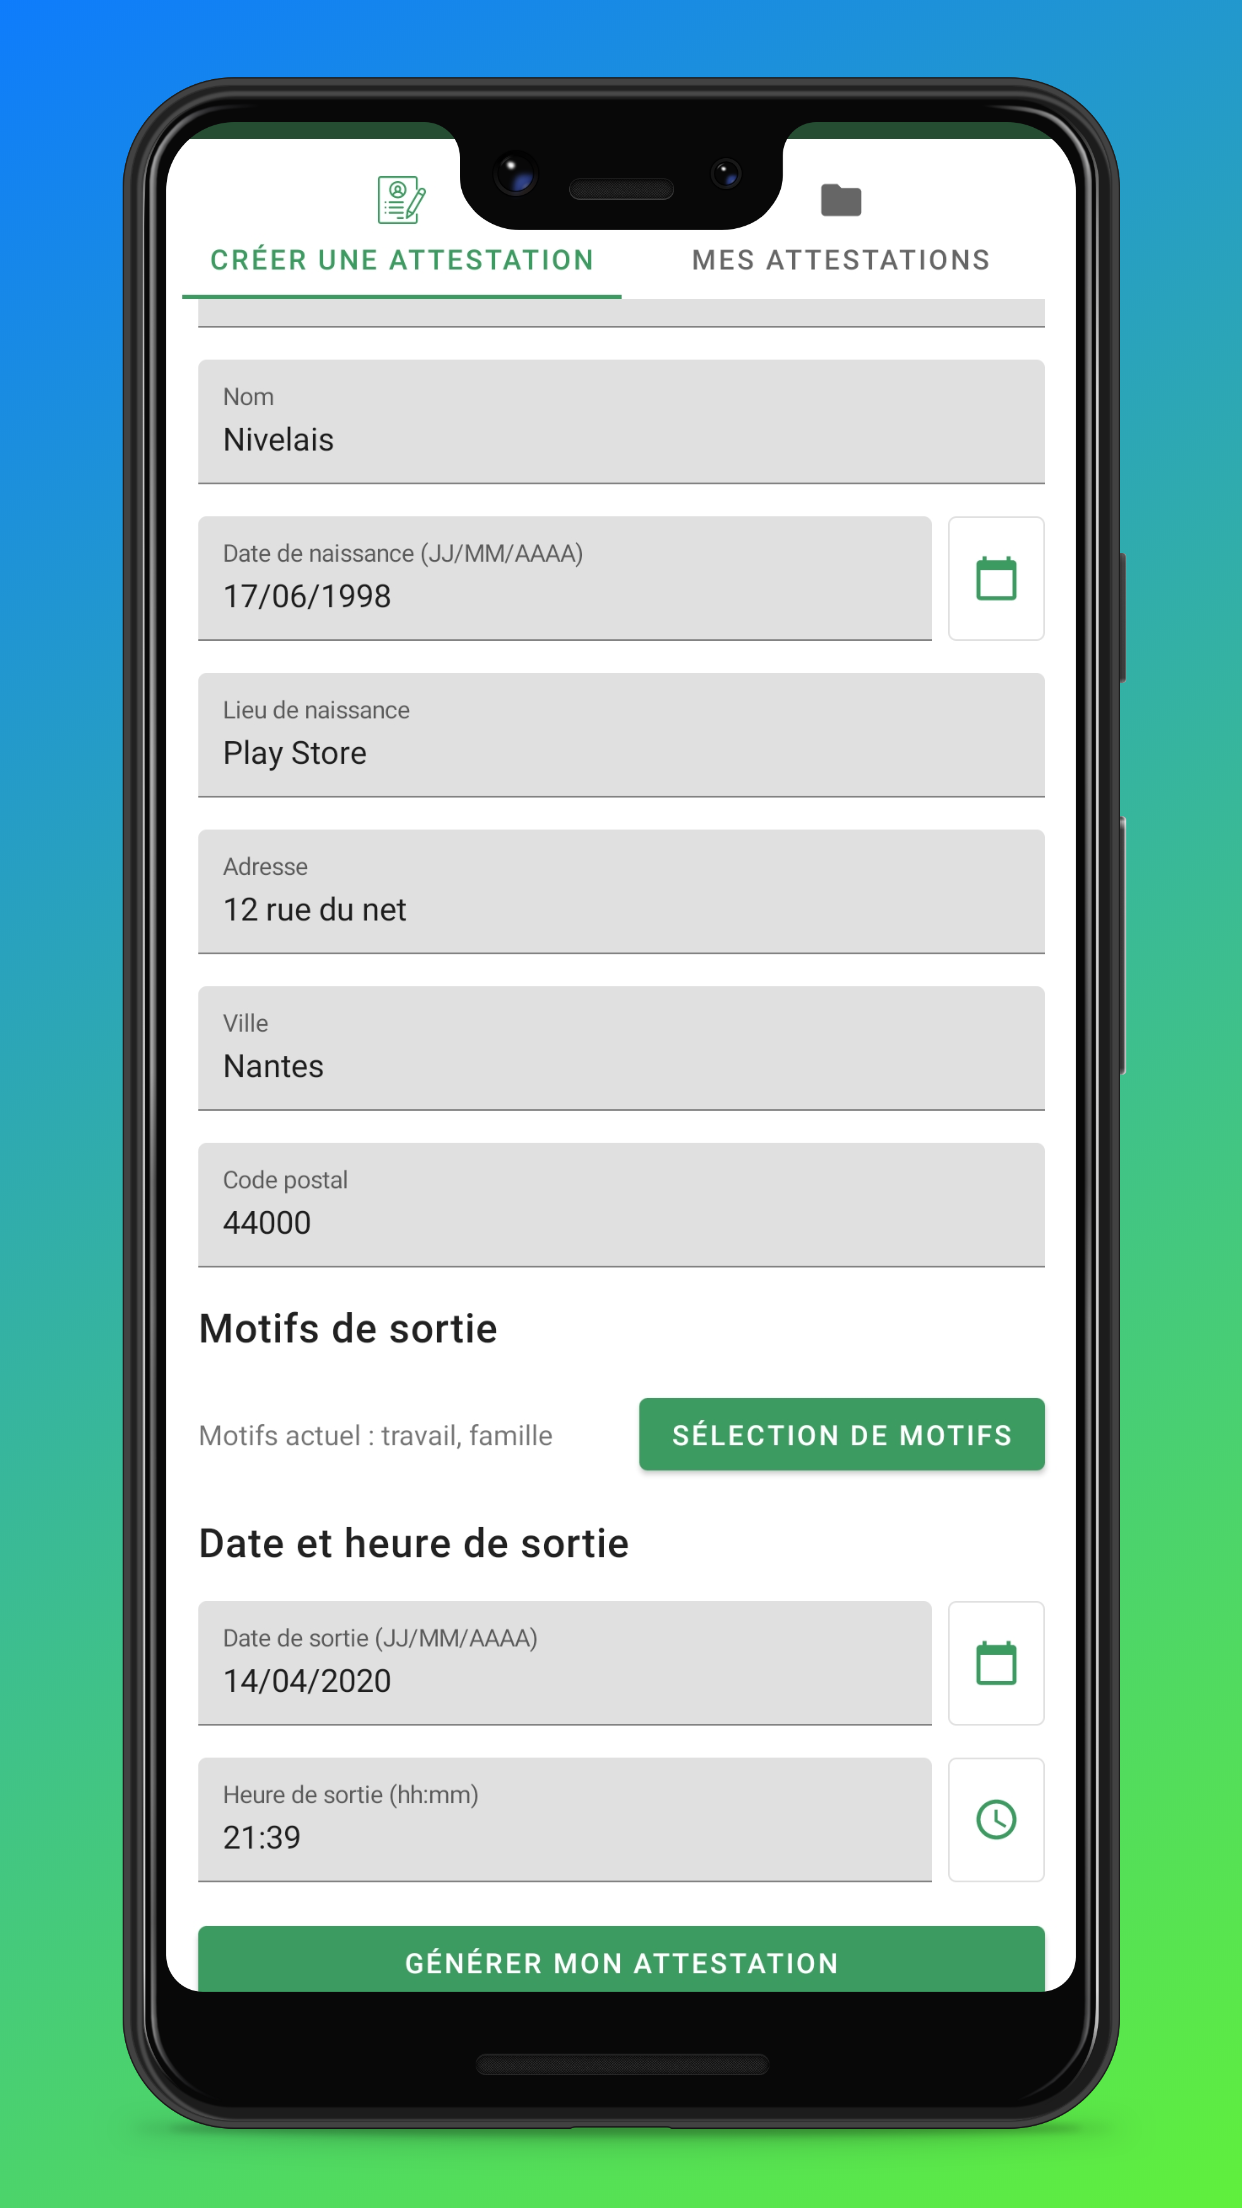 CRÉER UNE ATTESTATION
MES ATTESTATIONS
Nom
Nivelais
Date de naissance (JJ/MM/AAAA)
17/06/1998
Lieu de naissance
Play Store
Adresse
12 rue du net
Ville
Nantes
Code postal
44000
Motifs de sortie
Motifs actuel : travail, famille
SÉLECTION DE MOTIFS
Date et heure de sortie
Date de sortie (JJ/MM/AAAA)
14/04/2020
Heure de sortie (hh:mm)
21:39
GÉNÉRER MON ATTESTATION